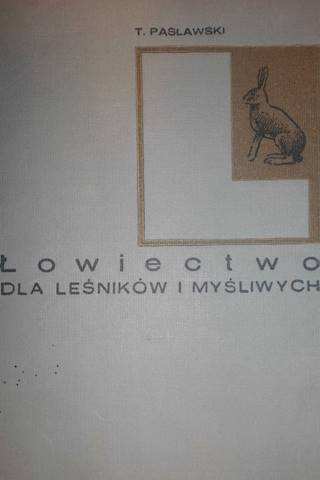 T. PASŁAWSKI
Łowiectwo
DLA LEŚNIKÓW I MYŚLIWYCH